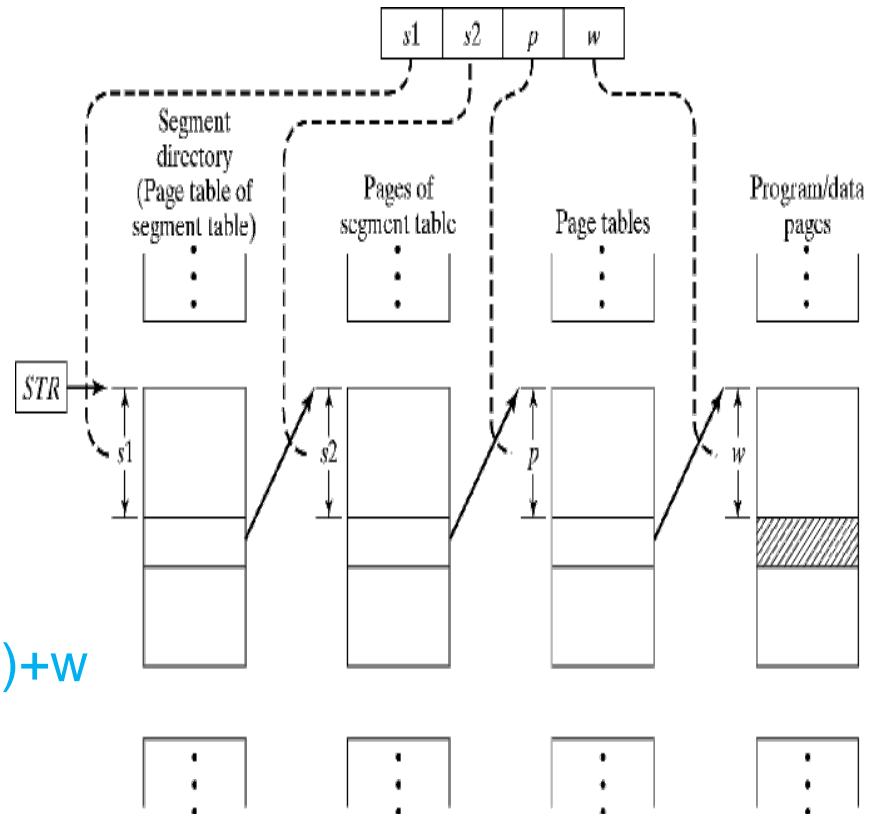 s1 s2 p w
Segment
directory
(Page table of
segment table)
Pages of
segment table
Page tables
Program/data
pages
STR
s1
s2
p
w
)+w